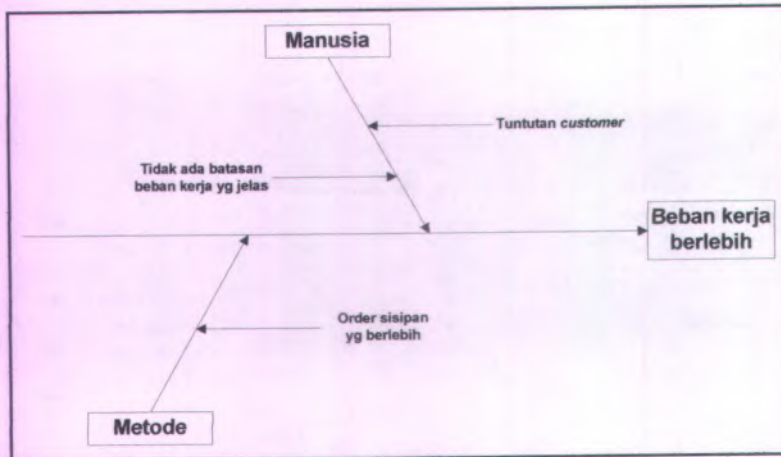 Manusia
Tuntutan customer
Tidak ada batasan
beban kerja yg jelas
Beban kerja
berlebih
Order sisipan
yg berlebih
Metode